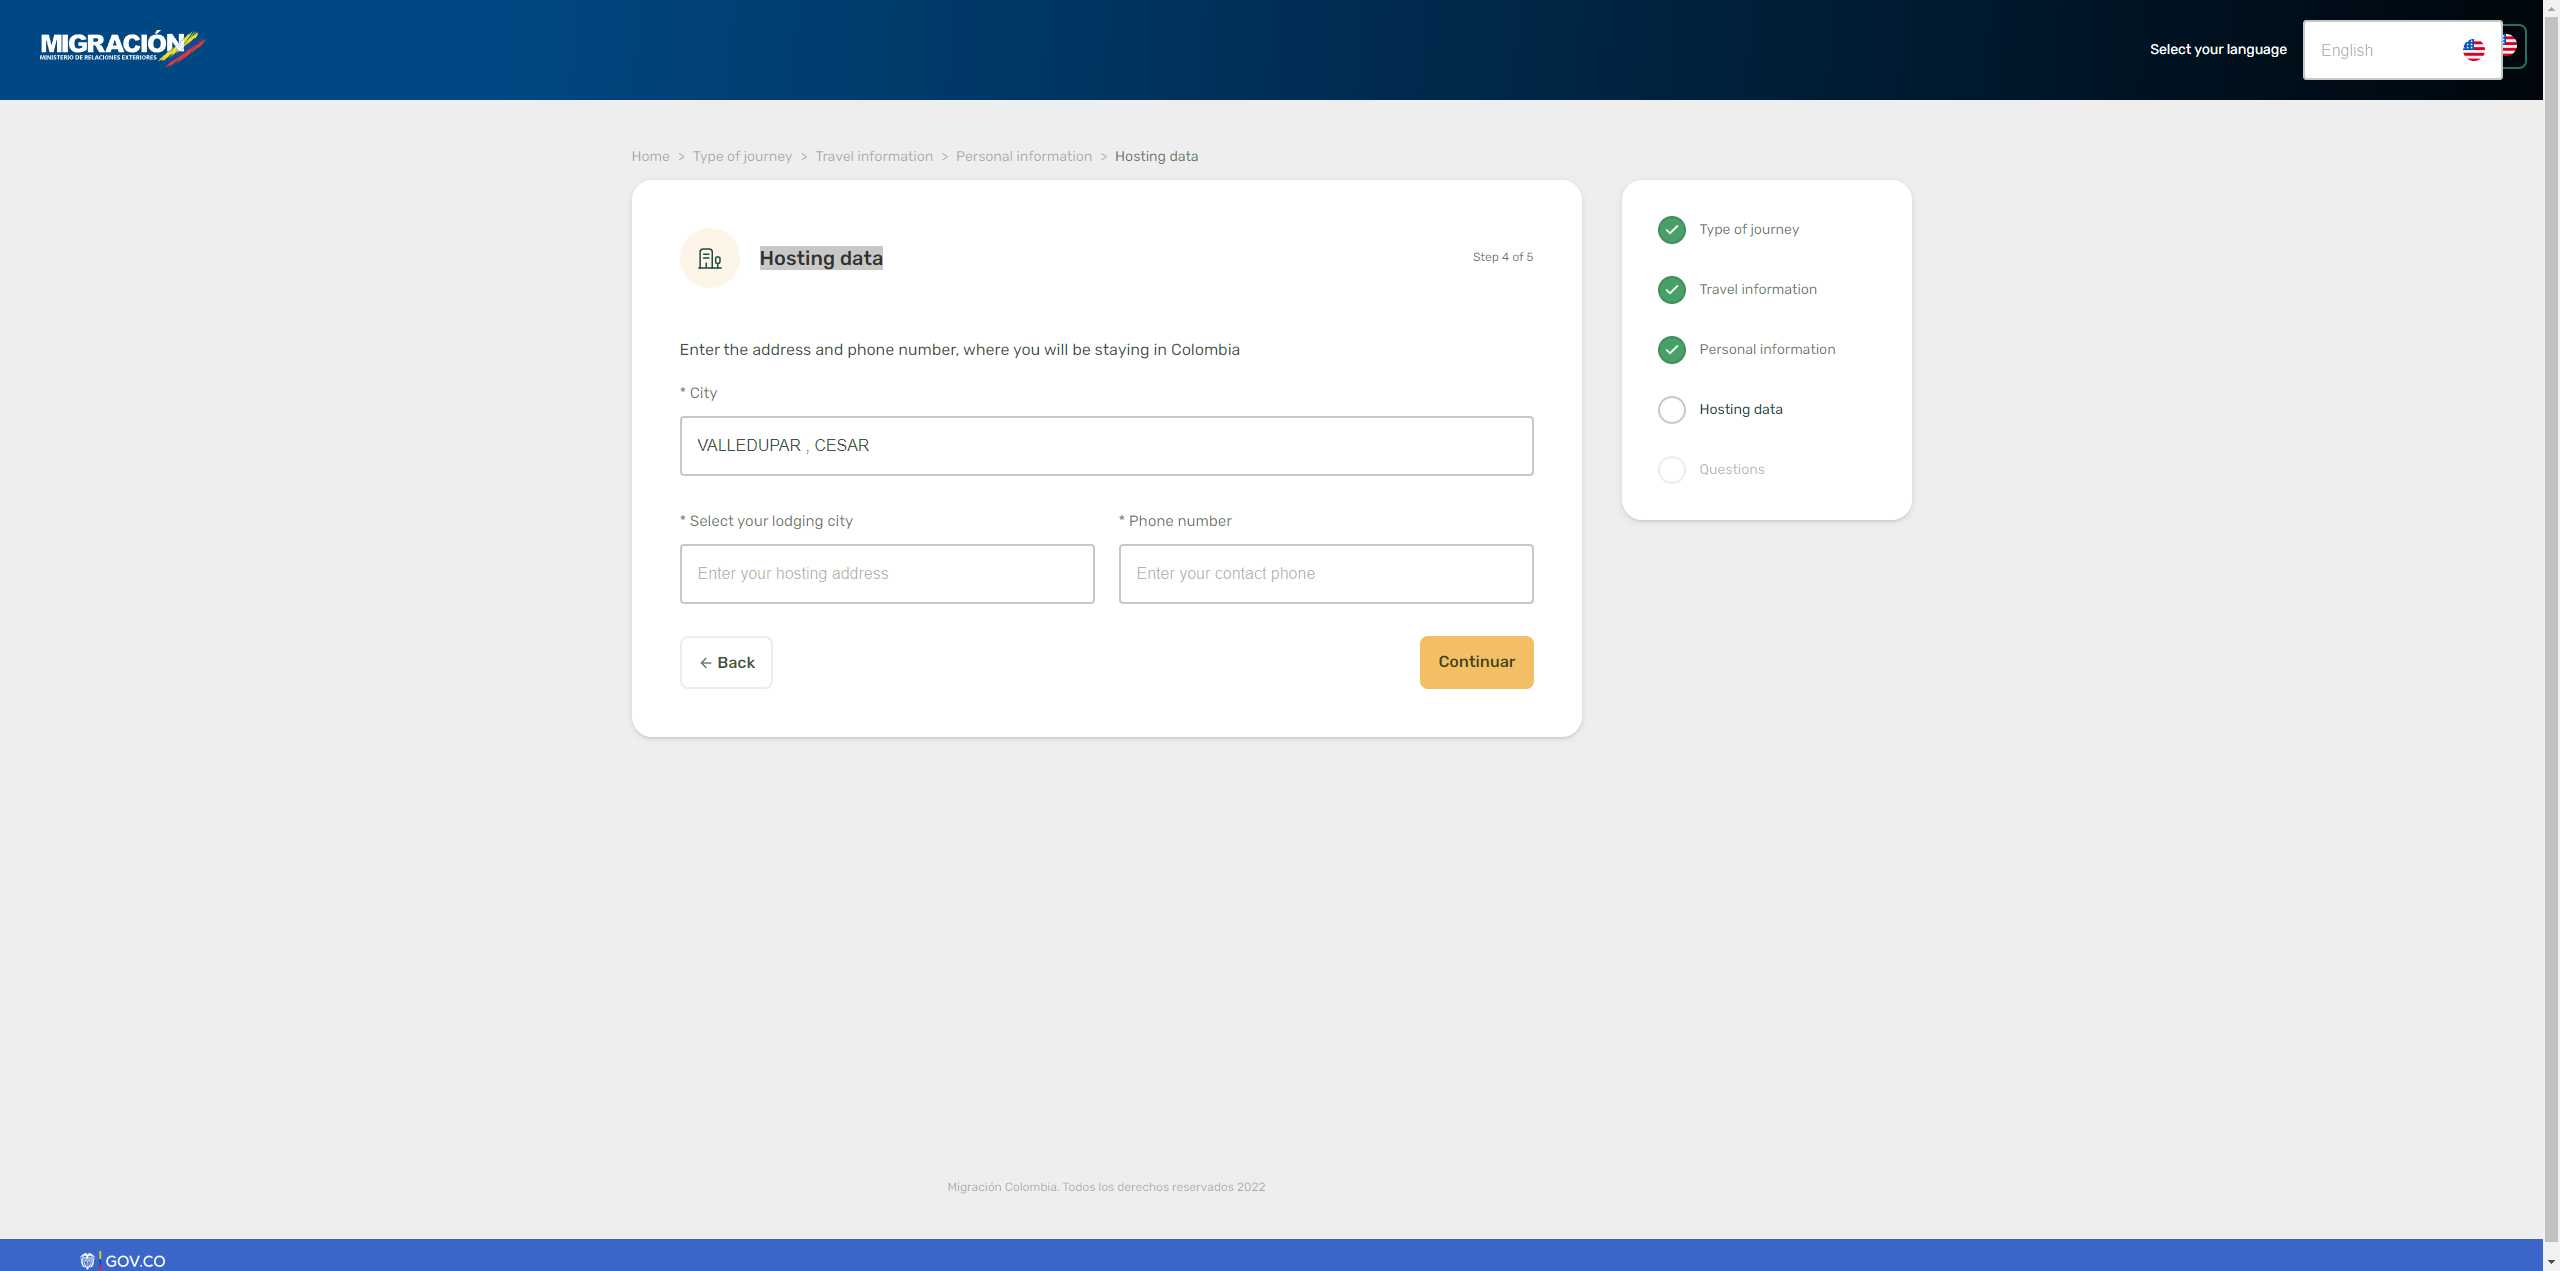 MIGRACIÓN
MINISTERIO DE RELACIONES EXTERIORES
Select your language
English
Home > Type of journey > Travel information > Personal information > Hosting data
Hosting data
Step 4 of 5
Enter the address and phone number, where you will be staying in Colombia
* City
VALLEDUPAR , CESAR
* Select your lodging city
* Phone number
Enter your hosting address
Enter your contact phone
Back
Continuar
Type of journey
Travel information
Personal information
Hosting data
Questions
Migración Colombia. Todos los derechos reservados 2022
GOV.CO